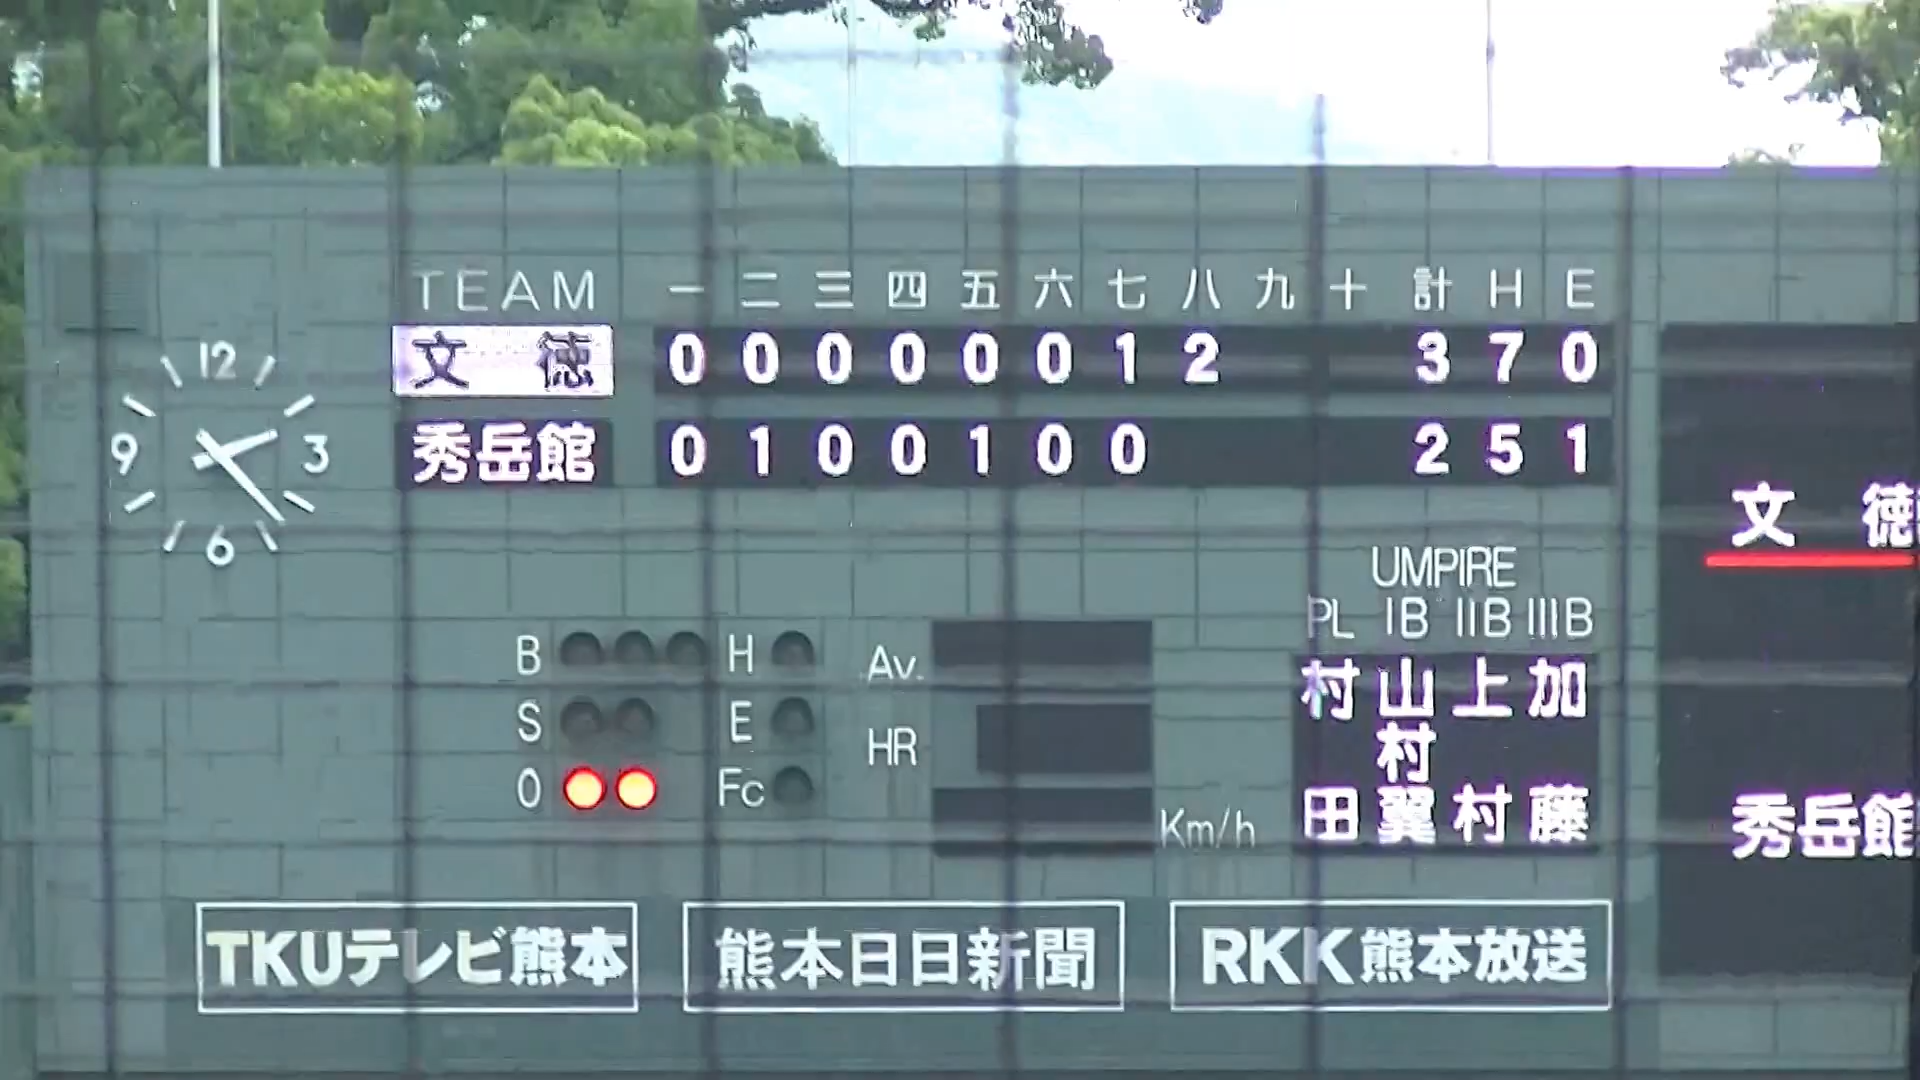 TEAM 一 二 三 四 五 六 七 八 九 十 計 H E
文 徳 0 0 0 0 0 0 1 2 3 7 0
秀岳館 0 1 0 0 1 0 0 2 5 1
12
9 3
6
文 徳
UMPIRE
PL IB IIB IIIB
B H Av.
S E HR
O Fc Km/h
村 山 上 加
村
田 翼 村 藤
秀岳館
TKUテレビ熊本 熊本日日新聞 RKK熊本放送